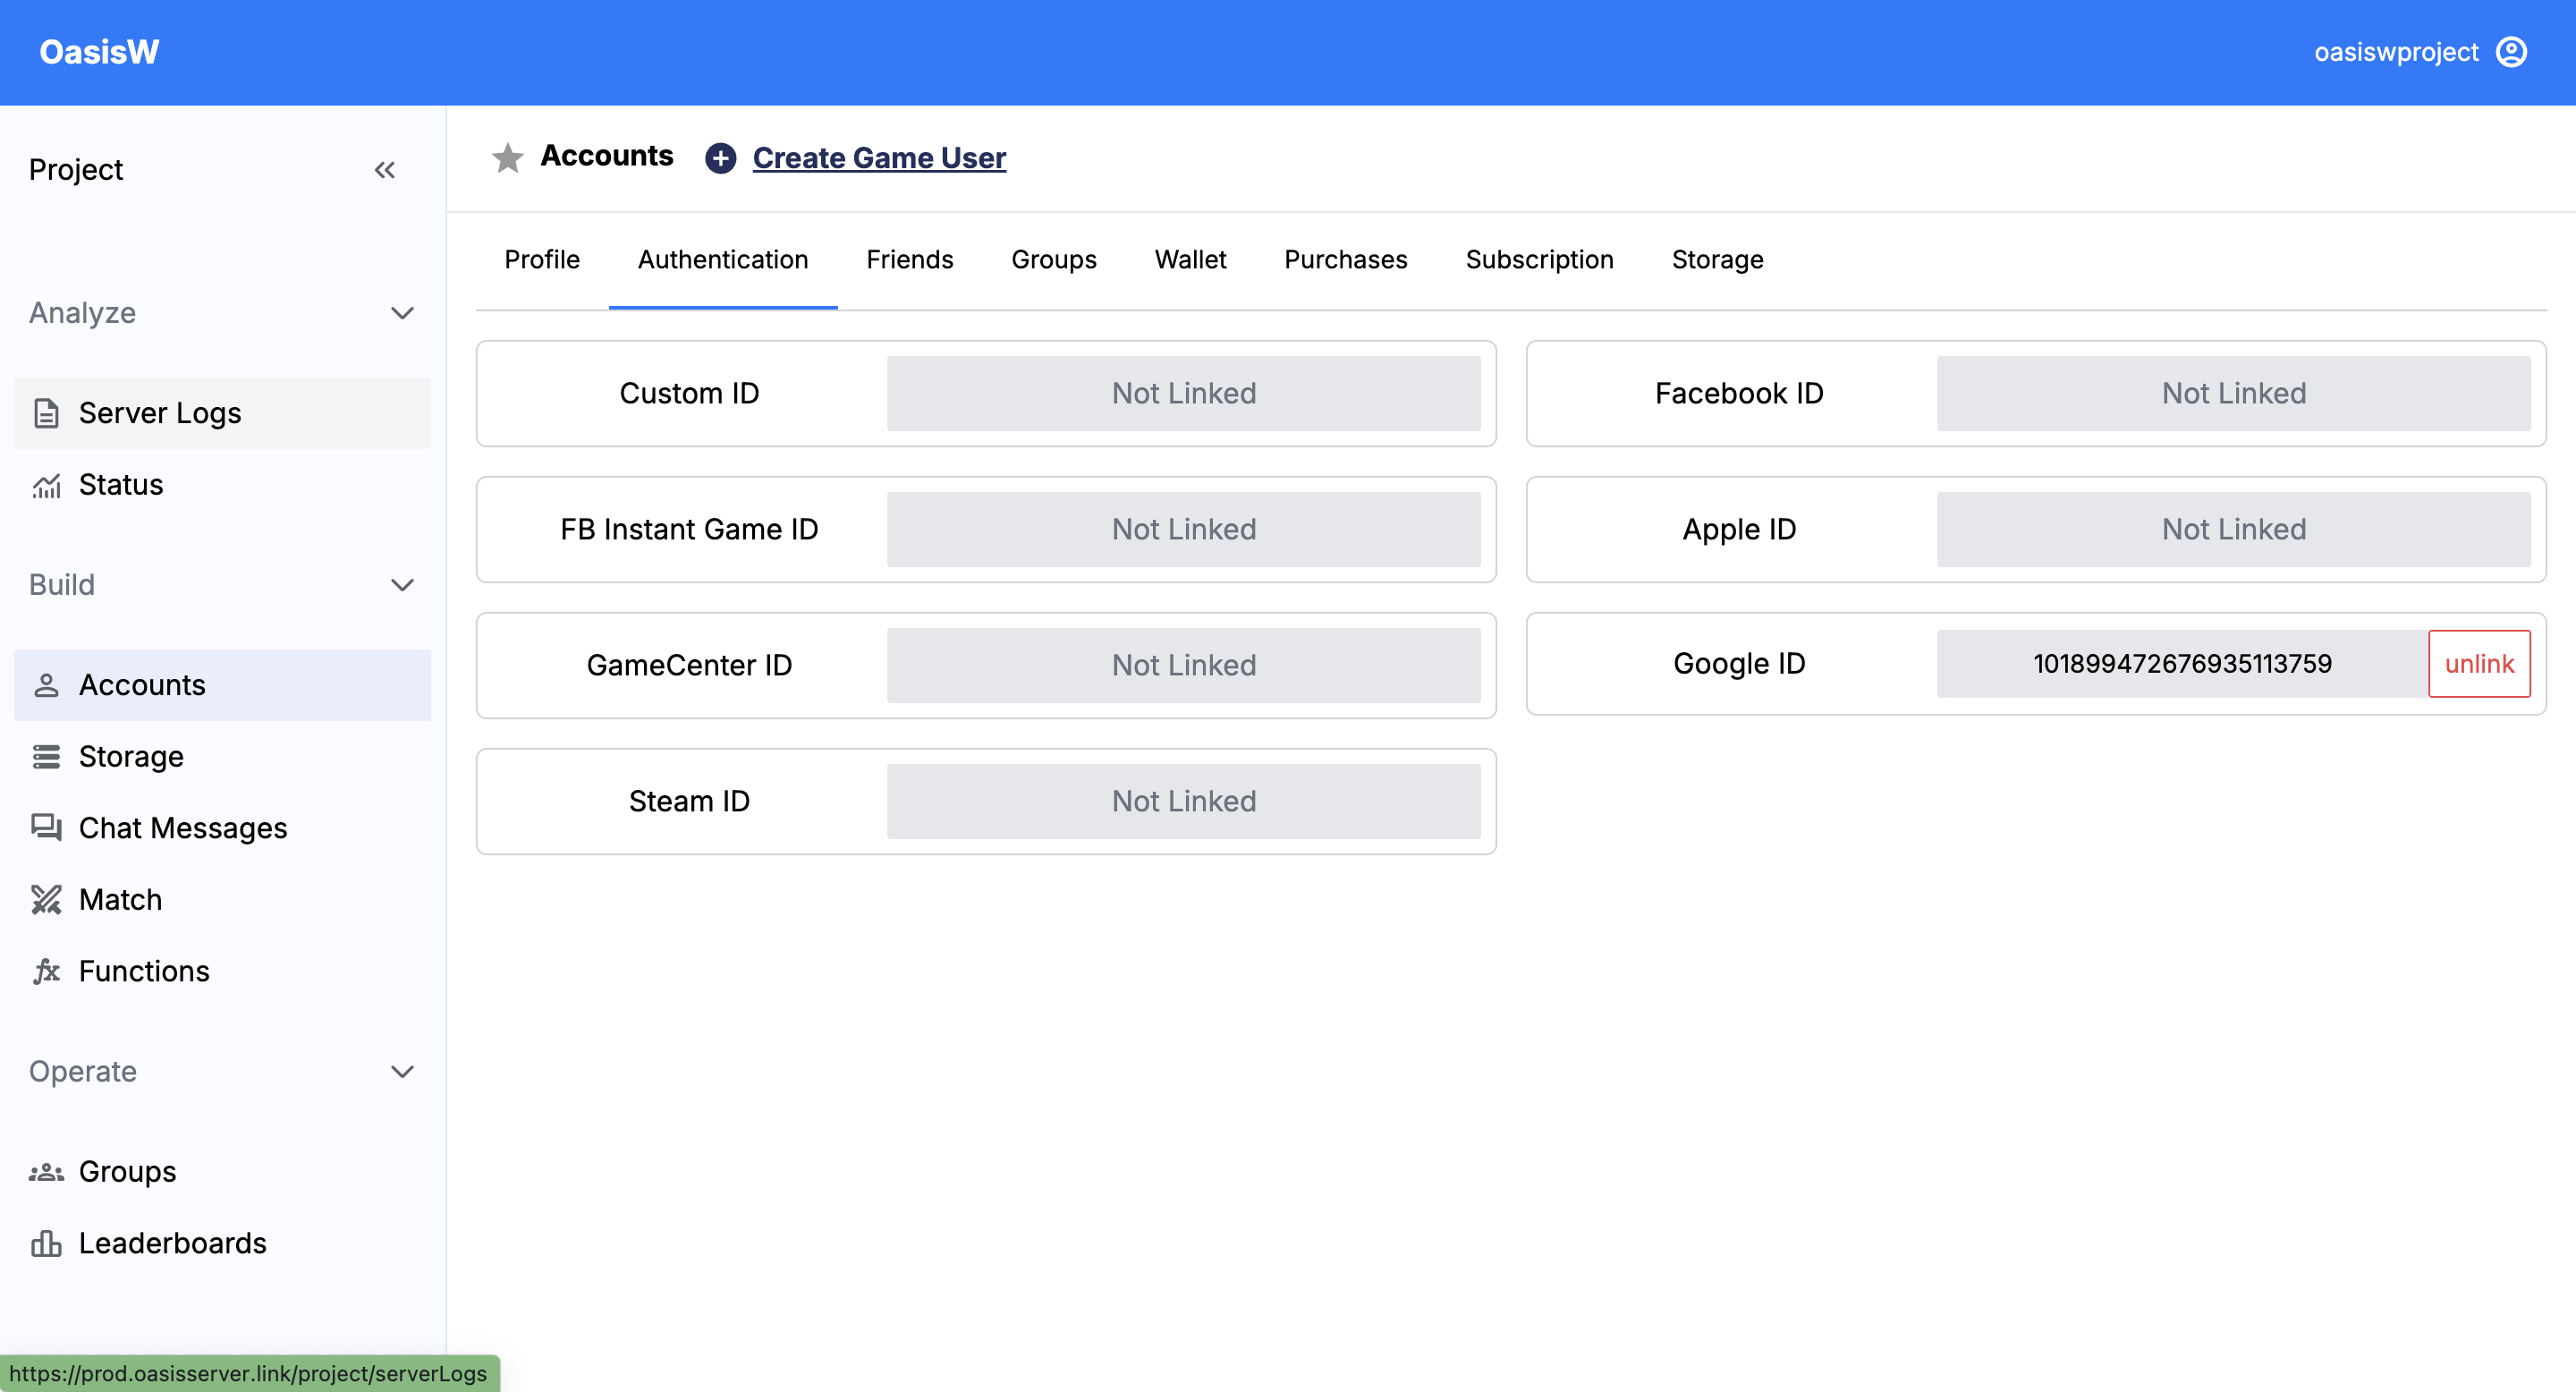 OasisW
oasiswproject
Project
Analyze
Server Logs
Status
Build
Accounts
Storage
Chat Messages
Match
Functions
Operate
Groups
Leaderboards
https://prod.oasisserver.link/project/serverLogs
Accounts Create Game User
Profile Authentication Friends Groups Wallet Purchases Subscription Storage
Custom ID Not Linked
Facebook ID Not Linked
FB Instant Game ID Not Linked
Apple ID Not Linked
GameCenter ID Not Linked
Google ID 101899472676935113759 unlink
Steam ID Not Linked